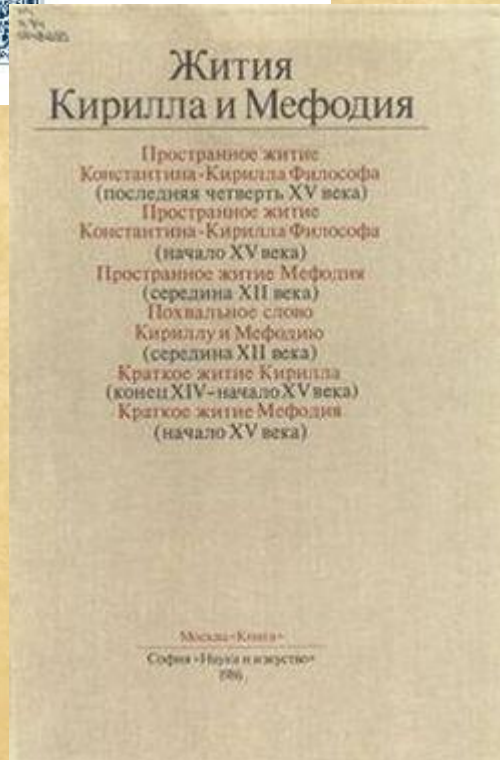 Жития
Кирилла и Мефодия
Пространное житие
Константина-Кирилла Философа
(последняя четверть XV века)
Пространное житие
Константина-Кирилла Философа
(начало XV века)
Пространное житие Мефодия
(середина XII века)
Похвальное слово
Кириллу и Мефодию
(середина XII века)
Краткое житие Кирилла
(конец XIV–начало XV века)
Краткое житие Мефодия
(начало XV века)
Москва «Книга»
София «Наука и изкуство»
1986